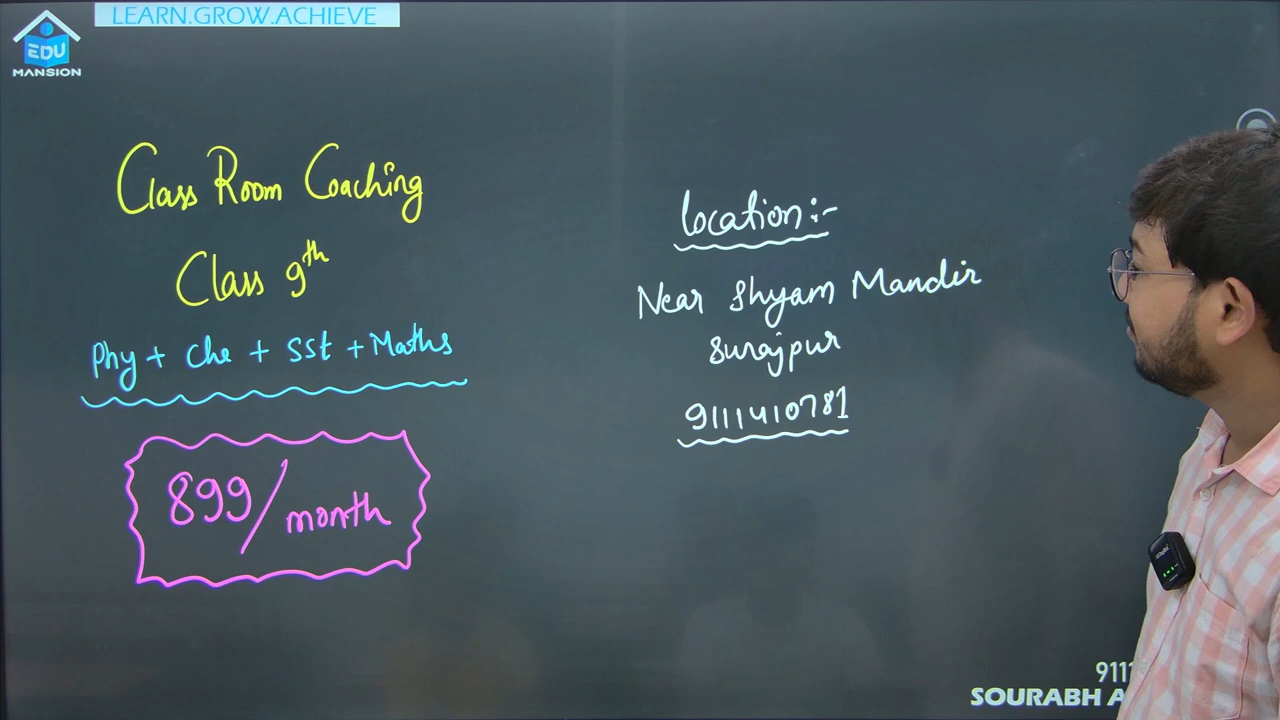 LEARN.GROW.ACHIEVE
EDU
MANSION
Class Room Coaching
Class 9th
Phy + Che + SSt + Maths
899/month
Location:-
Near Shyam Mandir
Surajpur
9111410781
9111
SOURABH A